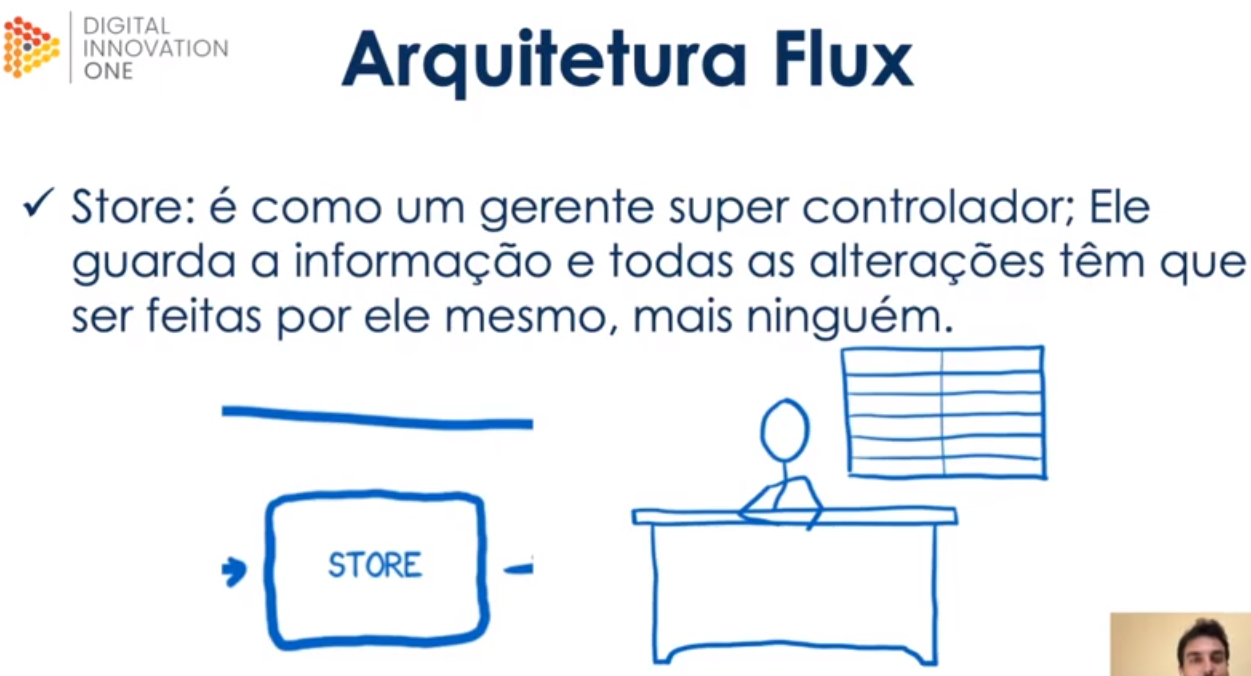 DIGITAL
INNOVATION
ONE
Arquitetura Flux
✓ Store: é como um gerente super controlador; Ele
guarda a informação e todas as alterações têm que
ser feitas por ele mesmo, mais ninguém.
STORE